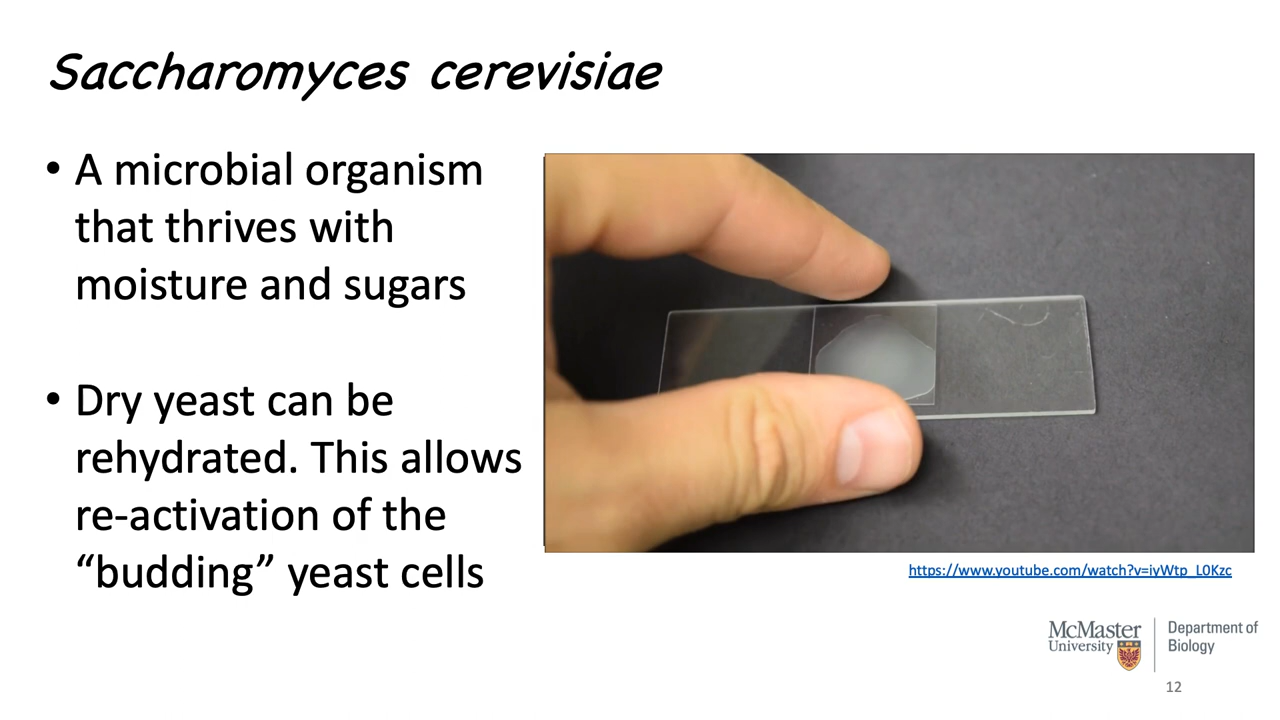 Saccharomyces cerevisiae
• A microbial organism
that thrives with
moisture and sugars
• Dry yeast can be
rehydrated. This allows
re-activation of the
“budding” yeast cells
https://www.youtube.com/watch?v=iyWtp_L0Kzc
McMaster
University
Department of
Biology
12